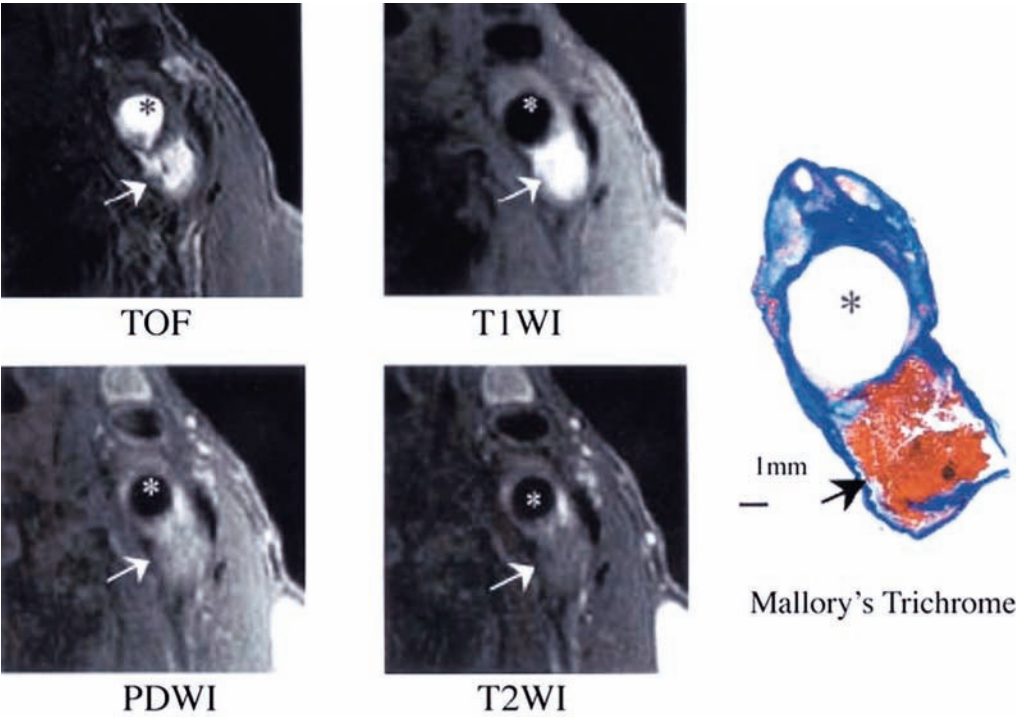 TOF
T1WI
PDWI
T2WI
1mm
Mallory's Trichrome
*
*
*
*
*